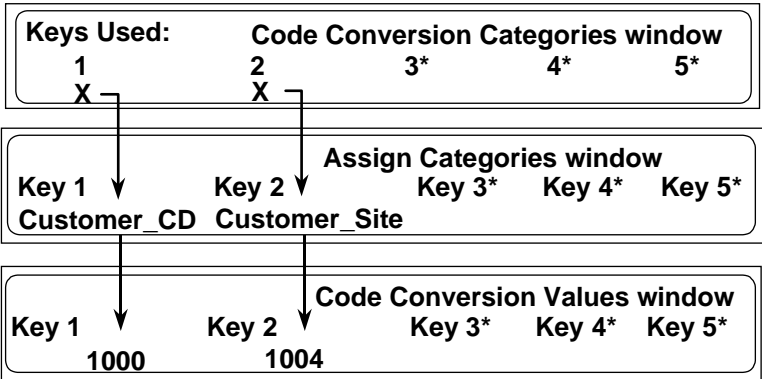 Keys Used: Code Conversion Categories window
1 2 3* 4* 5*
X X
Assign Categories window
Key 1 Key 2 Key 3* Key 4* Key 5*
Customer_CD Customer_Site
Code Conversion Values window
Key 1 Key 2 Key 3* Key 4* Key 5*
1000 1004